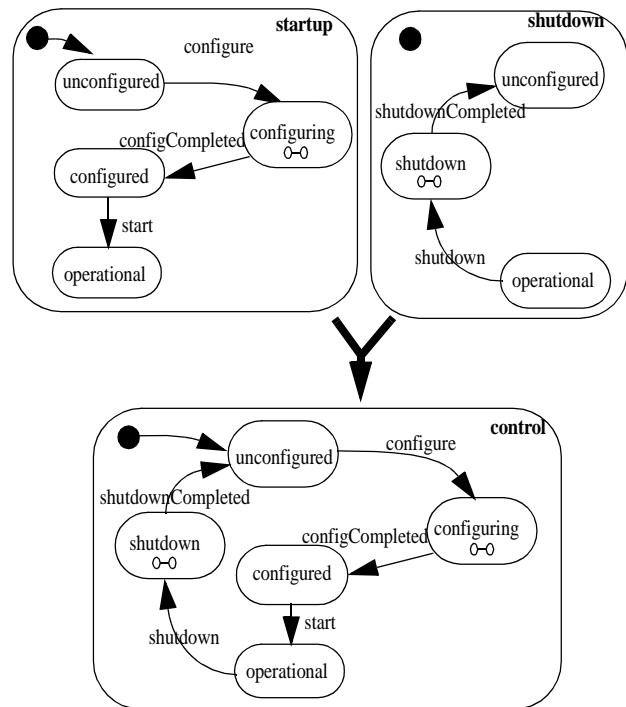 startup
configure
unconfigured
configuring
configCompleted
configured
start
operational
shutdown
unconfigured
shutdownCompleted
shutdown
shutdown
operational
control
unconfigured
configure
shutdownCompleted
configuring
shutdown
configCompleted
configured
start
shutdown
operational